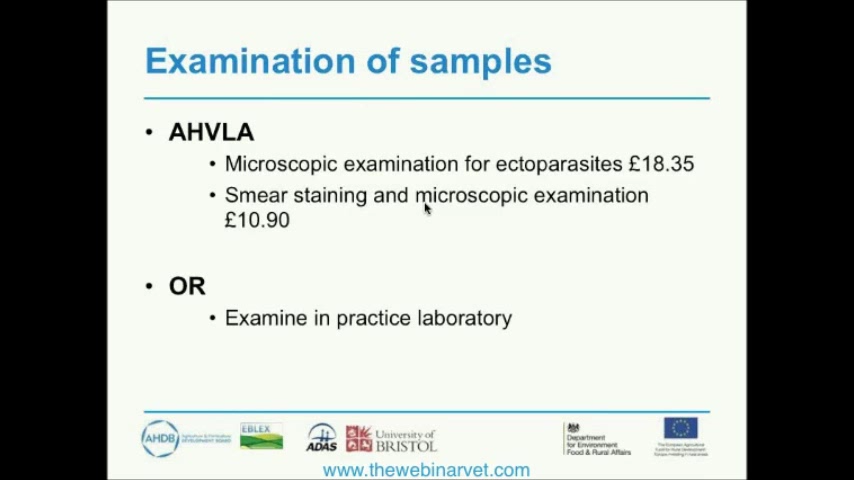 Examination of samples
• AHVLA
• Microscopic examination for ectoparasites £18.35
• Smear staining and microscopic examination
£10.90
• OR
• Examine in practice laboratory
AHDB
EBLEX
ADAS
University of
BRISTOL
Department
for Environment
Food & Rural Affairs
www.thewebinarvet.com